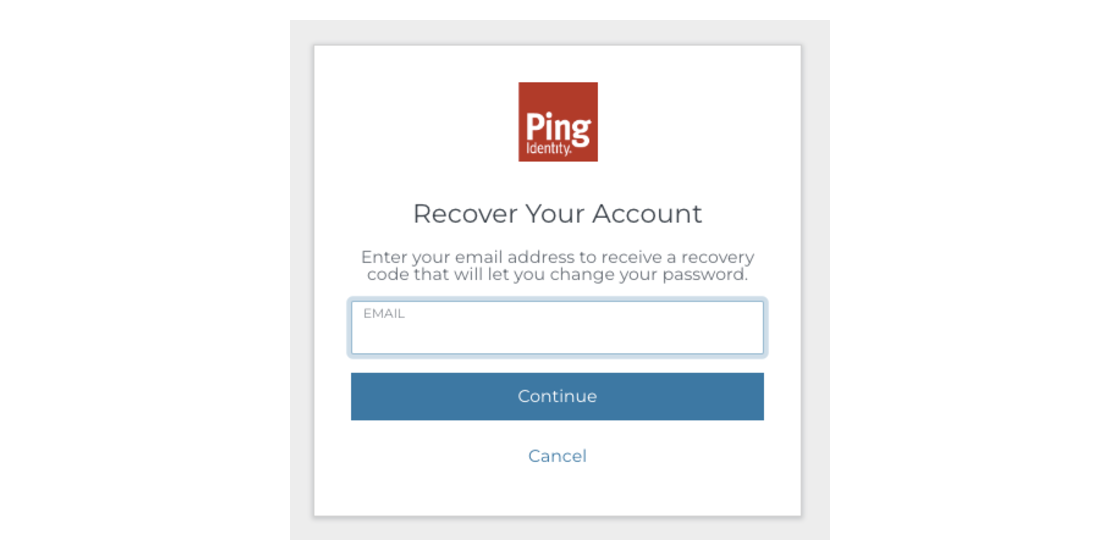 Ping
Identity.
Recover Your Account
Enter your email address to receive a recovery
code that will let you change your password.
EMAIL
Continue
Cancel